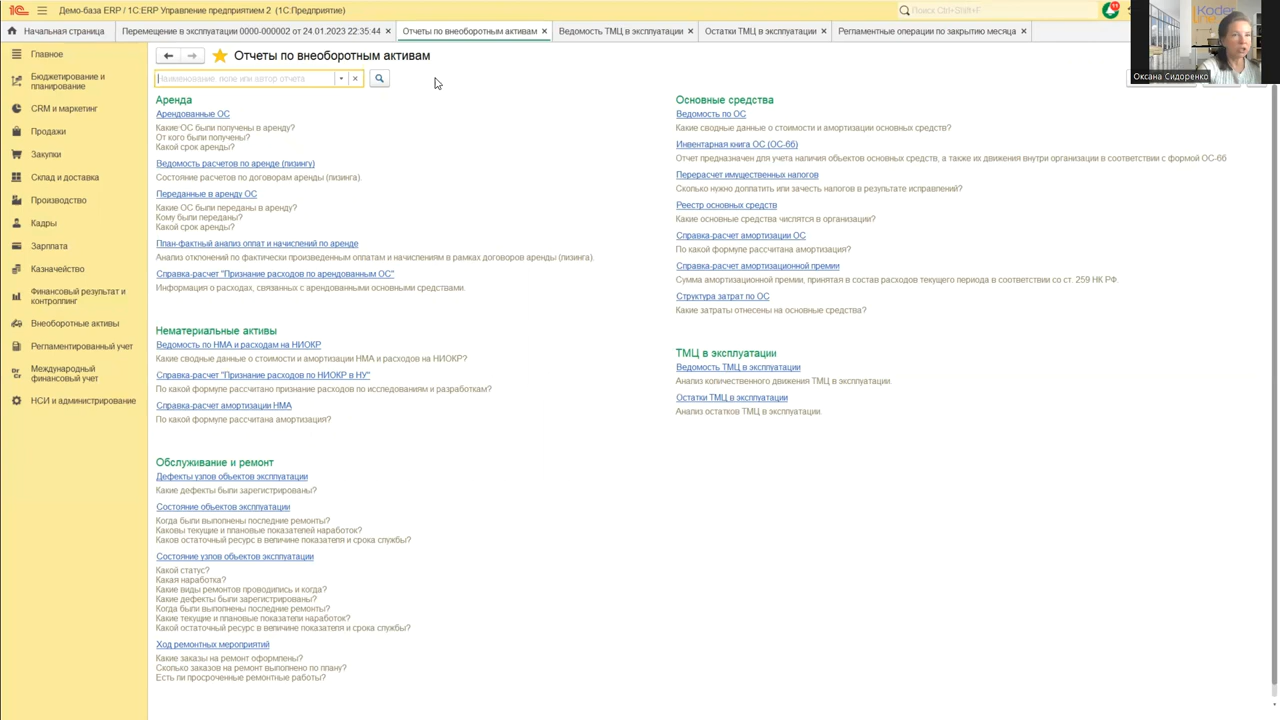 Демо-база ERP / 1С:ERP Управление предприятием 2 (1С:Предприятие)
Поиск Ctrl+Shift+F
Начальная страница
Перемещение в эксплуатации 0000-000002 от 24.01.2023 22:35:44
Отчеты по внеоборотным активам
Ведомость ТМЦ в эксплуатации
Остатки ТМЦ в эксплуатации
Регламентные операции по закрытию месяца
Kader
line
Оксана Сидоренко
Главное
Бюджетирование и
планирование
CRM и маркетинг
Продажи
Закупки
Склад и доставка
Производство
Кадры
Зарплата
Казначейство
Финансовый результат и
контроллинг
Внеоборотные активы
Регламентированный учет
Международный
финансовый учет
НСИ и администрирование
Отчеты по внеоборотным активам
Наименование, поле или автор отчета
Аренда
Арендованные ОС
Какие ОС были получены в аренду?
От кого были получены?
Какой срок аренды?
Ведомость расчетов по аренде (лизингу)
Состояние расчетов по договорам аренды (лизинга).
Переданные в аренду ОС
Какие ОС были переданы в аренду?
Кому были переданы?
Какой срок аренды?
План-фактный анализ оплат и начислений по аренде
Анализ отклонений по фактически произведенным оплатам и начислениям в рамках договоров аренды (лизинга).
Справка-расчет "Признание расходов по арендованным ОС"
Информация о расходах, связанных с арендованными основными средствами.
Нематериальные активы
Ведомость по НМА и расходам на НИОКР
Какие сводные данные о стоимости и амортизации НМА и расходов на НИОКР?
Справка-расчет "Признание расходов по НИОКР в НУ"
По какой формуле рассчитано признание расходов по исследованиям и разработкам?
Справка-расчет амортизации НМА
По какой формуле рассчитана амортизация?
Обслуживание и ремонт
Дефекты узлов объектов эксплуатации
Какие дефекты были зарегистрированы?
Состояние объектов эксплуатации
Когда были выполнены последние ремонты?
Каковы текущие и плановые показателей наработок?
Каков остаточный ресурс в величине показателя и срока службы?
Состояние узлов объектов эксплуатации
Какой статус?
Какая наработка?
Какие виды ремонтов проводились и когда?
Какие дефекты были зарегистрированы?
Когда были выполнены последние ремонты?
Какие текущие и плановые показатели наработок?
Какой остаточный ресурс в величине показателя и срока службы?
Ход ремонтных мероприятий
Какие заказы на ремонт оформлены?
Сколько заказов на ремонт выполнено по плану?
Есть ли просроченные ремонтные работы?
Основные средства
Ведомость по ОС
Какие сводные данные о стоимости и амортизации основных средств?
Инвентарная книга ОС (ОС-6б)
Отчет предназначен для учета наличия объектов основных средств, а также их движения внутри организации в соответствии с формой ОС-6б
Перерасчет имущественных налогов
Сколько нужно доплатить или зачесть налогов в результате исправлений?
Реестр основных средств
Какие основные средства числятся в организации?
Справка-расчет амортизации ОС
По какой формуле рассчитана амортизация?
Справка-расчет амортизационной премии
Сумма амортизационной премии, принятая в состав расходов текущего периода в соответствии со ст. 259 НК РФ.
Структура затрат по ОС
Какие затраты отнесены на основные средства?
ТМЦ в эксплуатации
Ведомость ТМЦ в эксплуатации
Анализ количественного движения ТМЦ в эксплуатации.
Остатки ТМЦ в эксплуатации
Анализ остатков ТМЦ в эксплуатации.